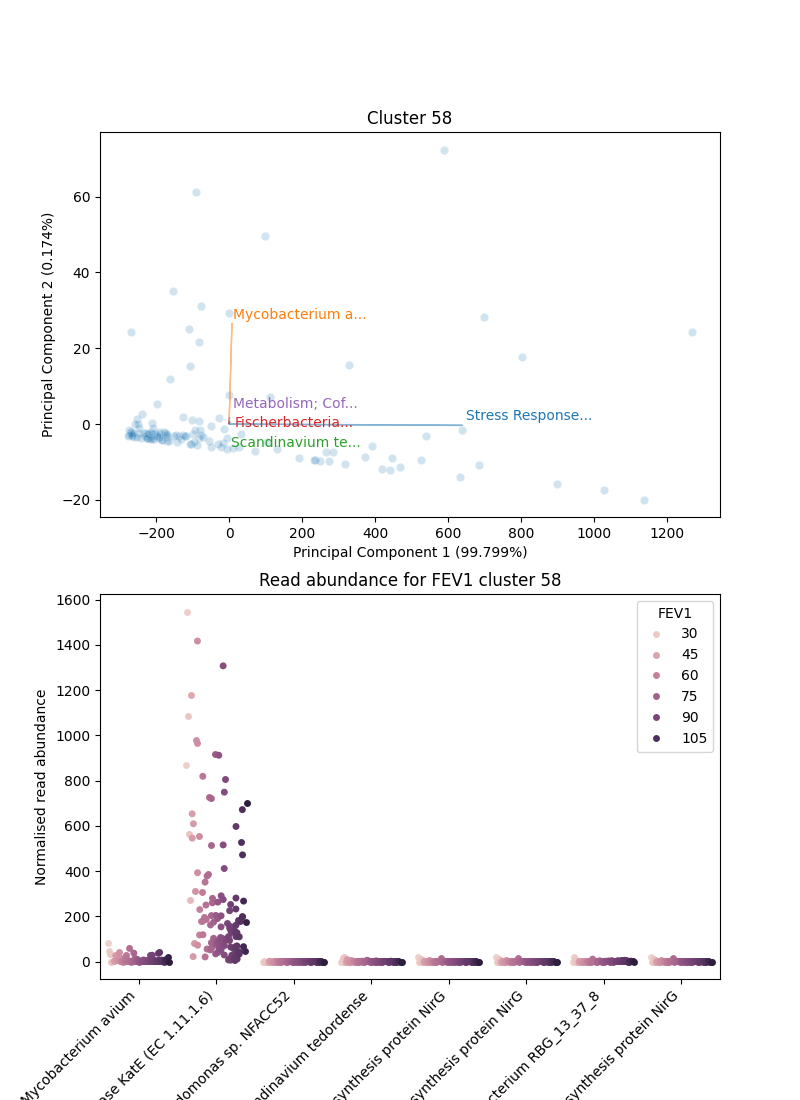 Cluster 58
Principal Component 2 (0.174%)
60
40
20
0
−20
Mycobacterium a...
Metabolism; Cof...
Fischerbacteria...
Scandinavium te...
Stress Response...
−200 0 200 400 600 800 1000 1200
Principal Component 1 (99.799%)
Read abundance for FEV1 cluster 58
Normalised read abundance
1600
1400
1200
1000
800
600
400
200
0
FEV1
30
45
60
75
90
105
Mycobacterium avium
ase KatE (EC 1.11.1.6)
domonas sp. NFACC52
ndinavium tedordense
synthesis protein NirG
synthesis protein NirG
acterium RBG_13_37_8
synthesis protein NirG